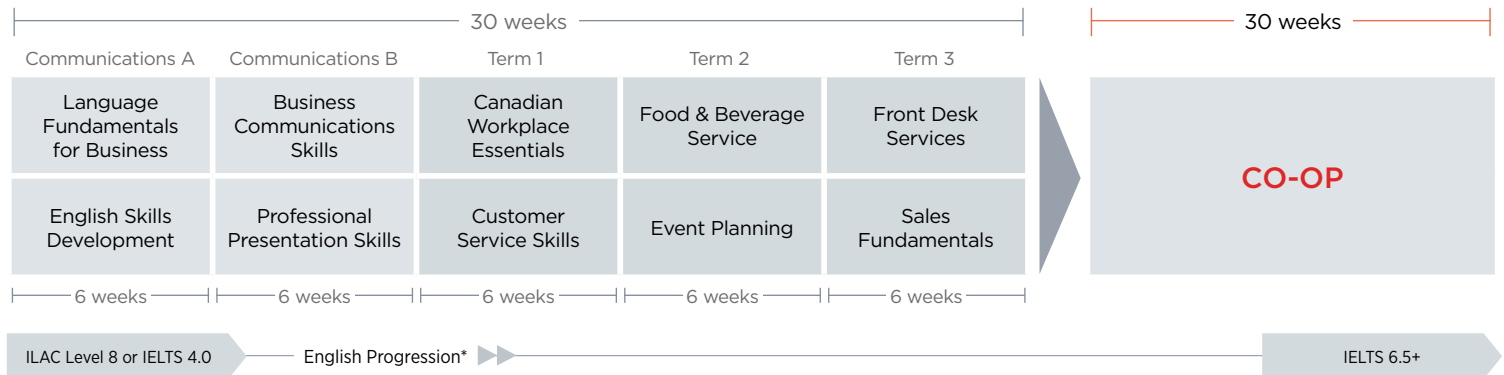 30 weeks
30 weeks
Communications A
Communications B
Term 1
Term 2
Term 3
Language
Fundamentals
for Business
Business
Communications
Skills
Canadian
Workplace
Essentials
Food & Beverage
Service
Front Desk
Services
CO-OP
English Skills
Development
Professional
Presentation Skills
Customer
Service Skills
Event Planning
Sales
Fundamentals
6 weeks
6 weeks
6 weeks
6 weeks
6 weeks
ILAC Level 8 or IELTS 4.0
English Progression*
IELTS 6.5+